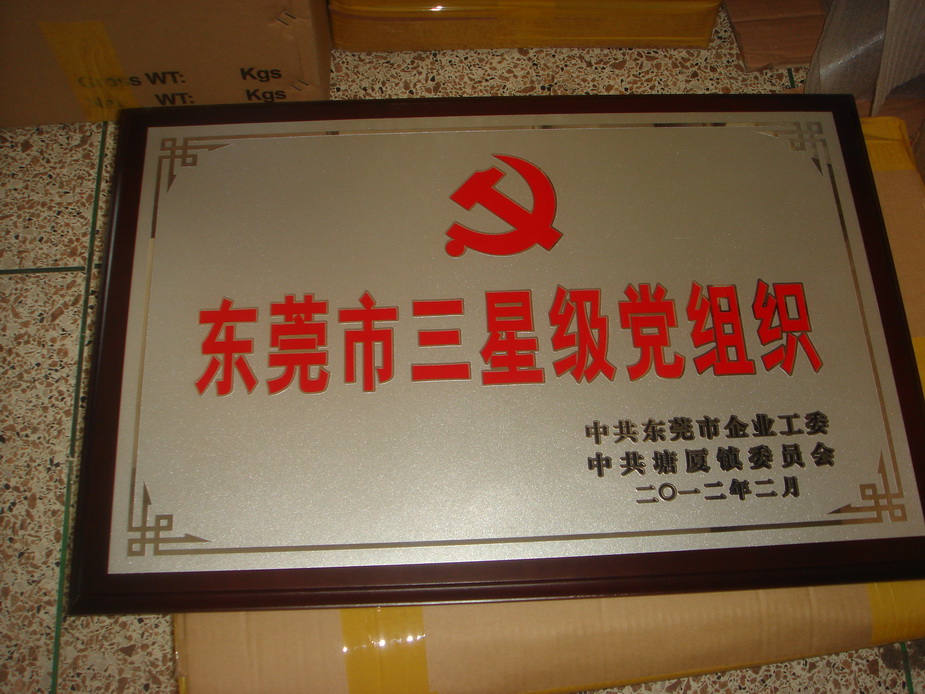 Gross WT: Kgs
WT: Kgs
东莞市三星级党组织
中共东莞市企业工委
中共塘厦镇委员会
二〇一二年二月